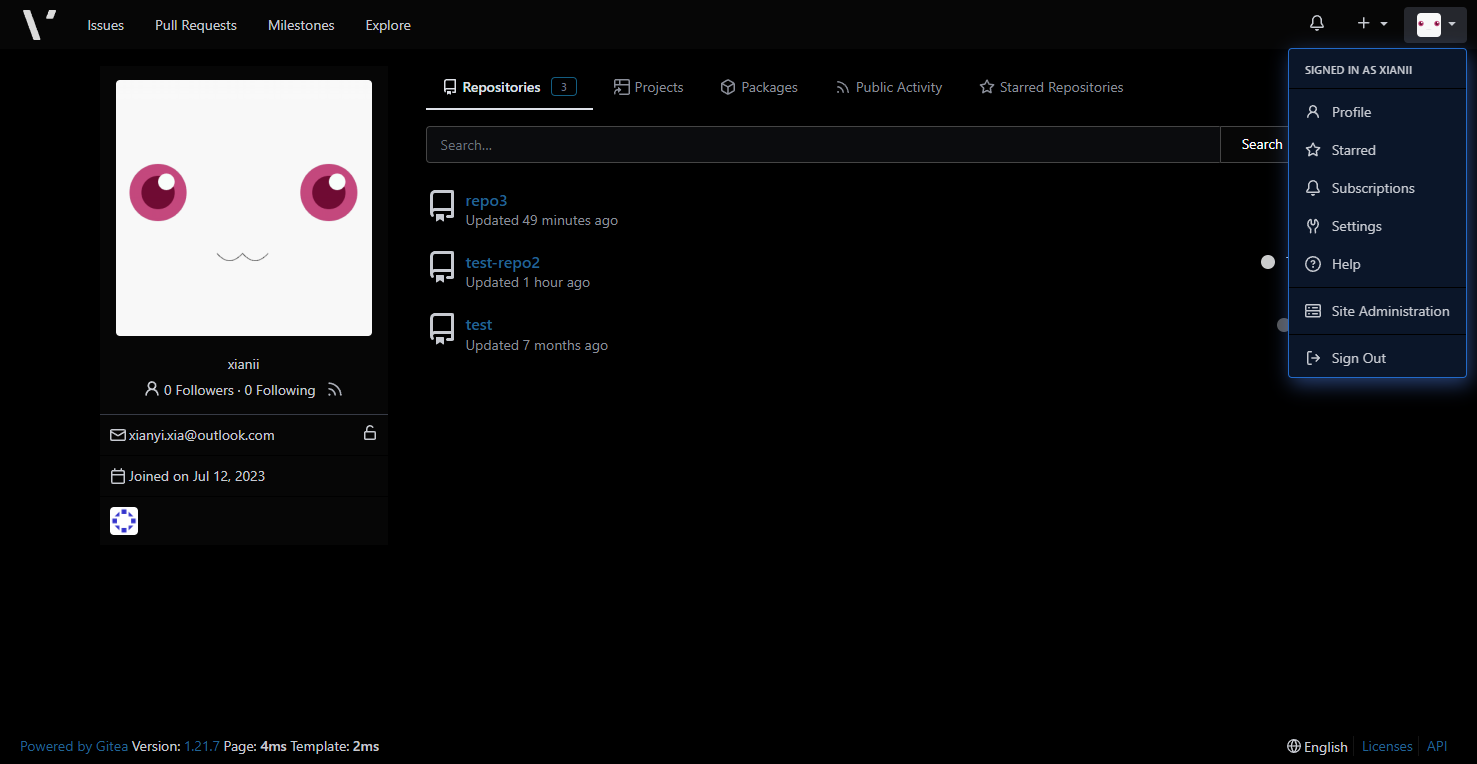 Issues Pull Requests Milestones Explore
SIGNED IN AS XIANII
Profile
Starred
Subscriptions
Settings
Help
Site Administration
Sign Out
Repositories 3 Projects Packages Public Activity Starred Repositories
Search... Search
repo3
Updated 49 minutes ago
test-repo2
Updated 1 hour ago
test
Updated 7 months ago
xianii
0 Followers · 0 Following
xianyi.xia@outlook.com
Joined on Jul 12, 2023
Powered by Gitea Version: 1.21.7 Page: 4ms Template: 2ms
English Licenses API